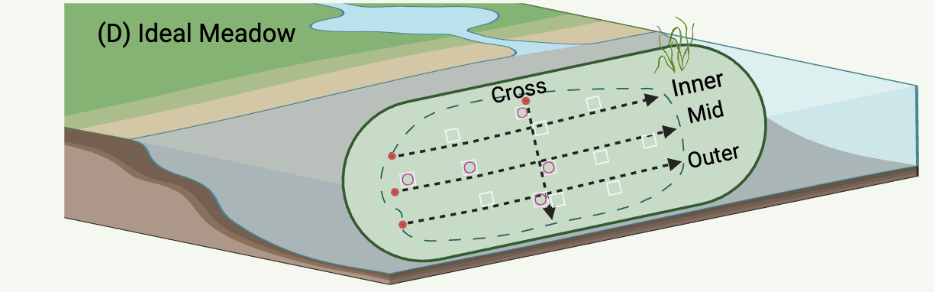 (D) Ideal Meadow
Cross
Inner
Mid
Outer